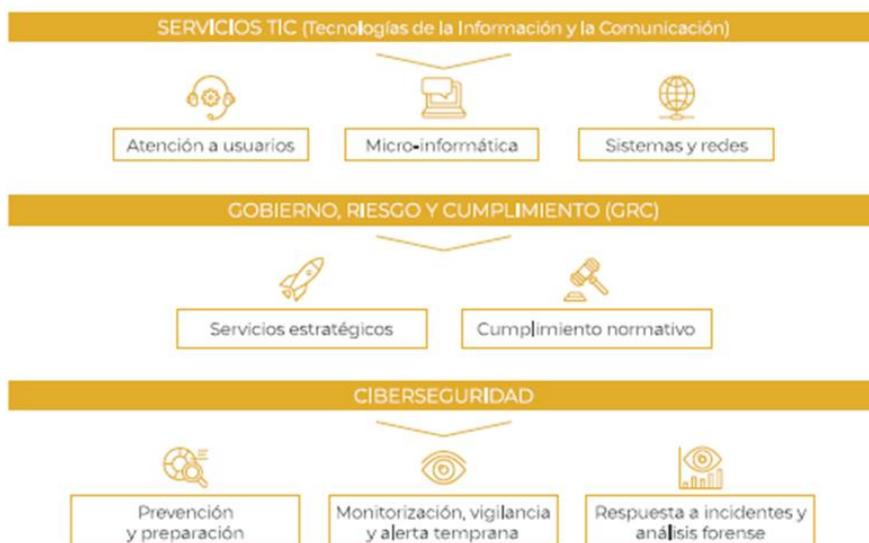 SERVICIOS TIC (Tecnologías de la Información y la Comunicación)
Atención a usuarios
Micro-informática
Sistemas y redes
GOBIERNO, RIESGO Y CUMPLIMIENTO (GRC)
Servicios estratégicos
Cumplimiento normativo
CIBERSEGURIDAD
Prevención
y preparación
Monitorización, vigilancia
y alerta temprana
Respuesta a incidentes y
análisis forense